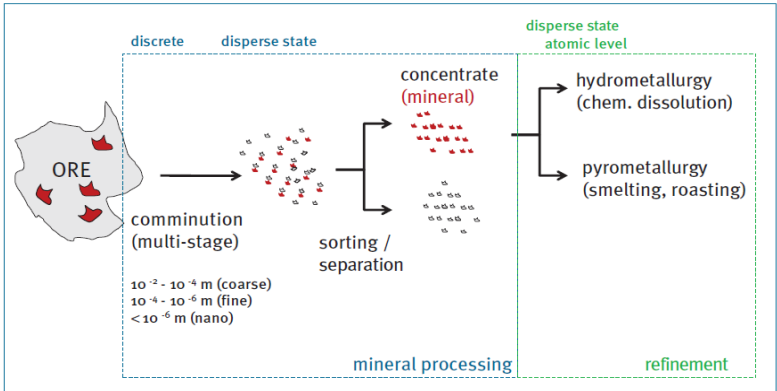 discrete
disperse state
disperse state
atomic level
ORE
comminution
(multi-stage)
10 -2 - 10 -4 m (coarse)
10 -4 - 10 -6 m (fine)
< 10 -6 m (nano)
sorting /
separation
concentrate
(mineral)
hydrometallurgy
(chem. dissolution)
pyrometallurgy
(smelting, roasting)
mineral processing
refinement